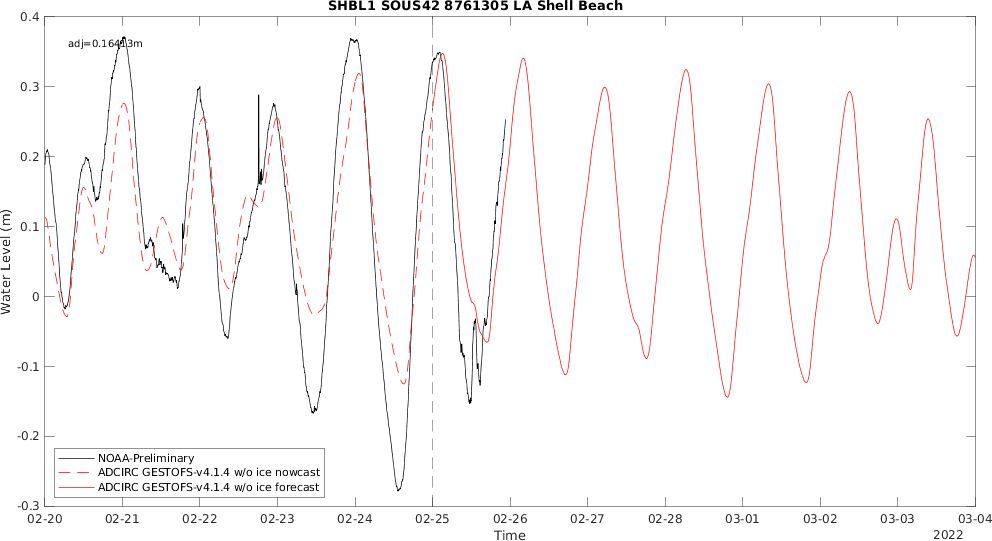 SHBL1 SOUS42 8761305 LA Shell Beach
adj=0.16413m
0.4
0.3
0.2
0.1
0
-0.1
-0.2
-0.3
Water Level (m)
NOAA-Preliminary
ADCIRC GESTOFS-v4.1.4 w/o ice nowcast
ADCIRC GESTOFS-v4.1.4 w/o ice forecast
02-20 02-21 02-22 02-23 02-24 02-25 02-26 02-27 02-28 03-01 03-02 03-03 03-04
Time
2022